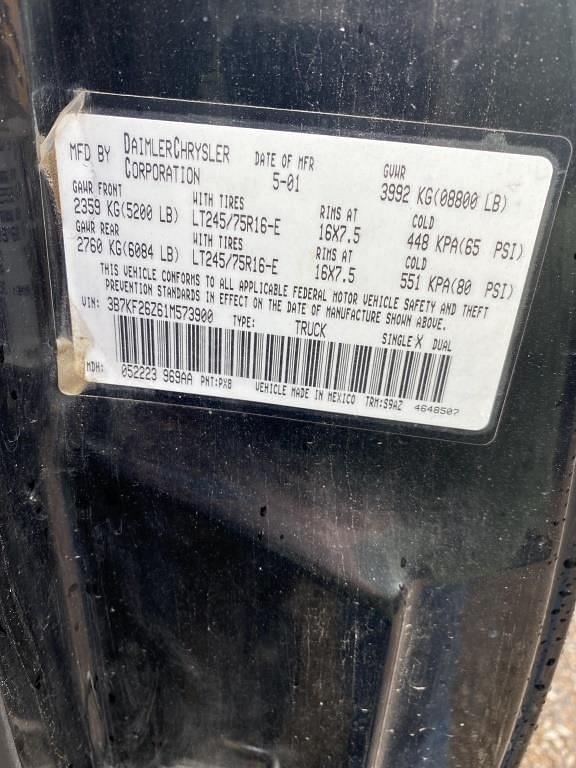 MFD BY DAIMLERCHRYSLER CORPORATION DATE OF MFR 5-01 GVWR 3992 KG(08800 LB)
GAWR FRONT WITH TIRES RIMS AT COLD
2359 KG(5200 LB) LT245/75R16-E 16X7.5 448 KPA(65 PSI)
GAWR REAR WITH TIRES RIMS AT COLD
2760 KG(6084 LB) LT245/75R16-E 16X7.5 551 KPA(80 PSI)
THIS VEHICLE CONFORMS TO ALL APPLICABLE FEDERAL MOTOR VEHICLE SAFETY AND THEFT
PREVENTION STANDARDS IN EFFECT ON THE DATE OF MANUFACTURE SHOWN ABOVE.
VIN: 3B7KF26Z61M573900 TYPE: TRUCK SINGLE X DUAL
MDH: 052223 969AA PNT:PX8 VEHICLE MADE IN MEXICO TRM:S9AZ 4648507